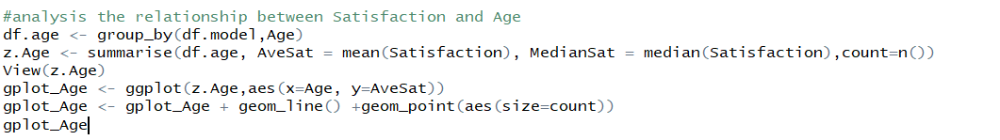 #analysis the relationship between Satisfaction and Age
df.age <- group_by(df.model,Age)
z.Age <- summarise(df.age, AveSat = mean(Satisfaction), MedianSat = median(Satisfaction),count=n())
View(z.Age)
gplot_Age <- ggplot(z.Age,aes(x=Age, y=AveSat))
gplot_Age <- gplot_Age + geom_line() +geom_point(aes(size=count))
gplot_Age